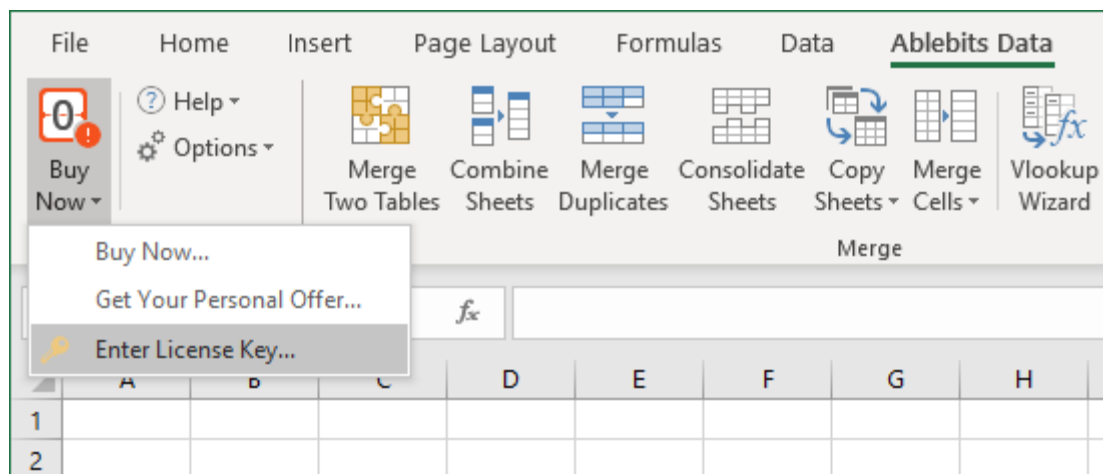 File Home Insert Page Layout Formulas Data Ablebits Data
0
!
Buy
Now
? Help
Options
Merge
Two Tables
Combine
Sheets
Merge
Duplicates
Consolidate
Sheets
Copy
Sheets
Merge
Cells
fx
Vlookup
Wizard
Merge
Buy Now...
Get Your Personal Offer...
Enter License Key...
fx
A B C D E F G H
1
2